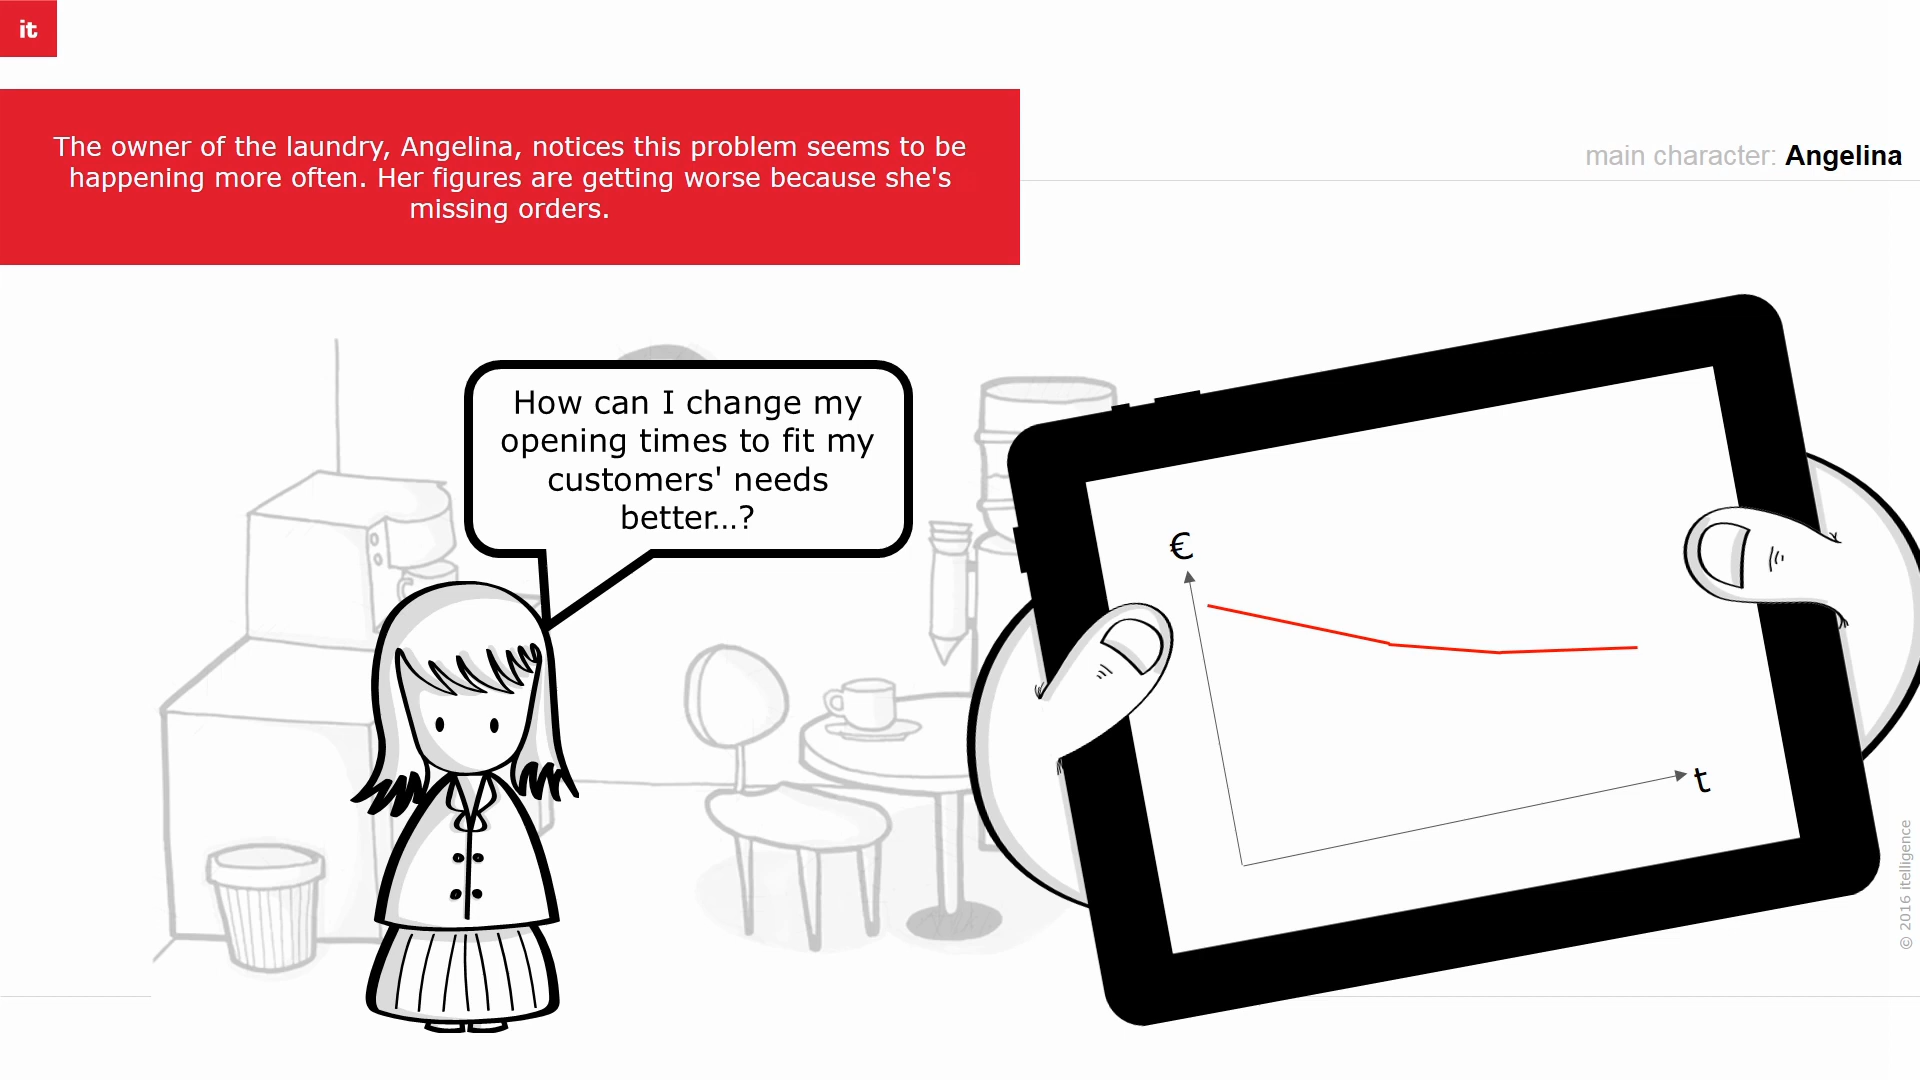 it
The owner of the laundry, Angelina, notices this problem seems to be
happening more often. Her figures are getting worse because she's
missing orders.
main character: Angelina
How can I change my
opening times to fit my
customers' needs
better...?
€
t
© 2016 itelligence